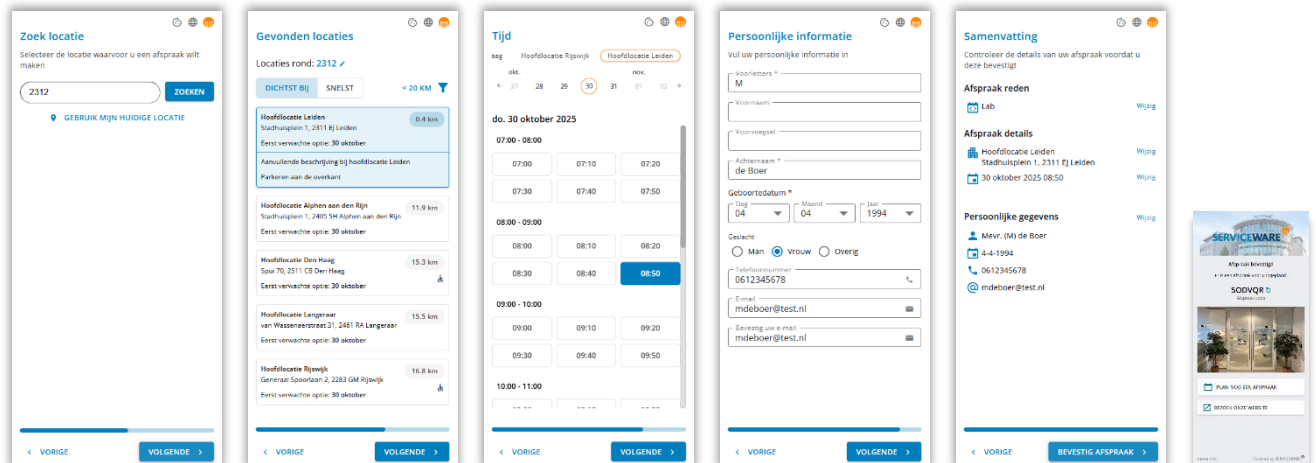 Zoek locatie
Selecteer de locatie waarvoor u een afspraak wilt
maken
2312
ZOEKEN
GEBRUIK MIJN HUIDIGE LOCATIE
VORIGE
VOLGENDE
Gevonden locaties
Locaties rond: 2312
DICHTST BIJ
SNELST
< 20 KM
Hoofdlocatie Leiden
0.4 km
Stadhuisplein 1, 2311 EJ Leiden
Eerst verwachte optie: 30 oktober
Aanvullende beschrijving bij hoofdlocatie Leiden
Parkeren aan de overkant
Hoofdlocatie Alphen aan den Rijn
11.9 km
Stadhuisplein 1, 2405 SH Alphen aan den Rijn
Eerst verwachte optie: 30 oktober
Hoofdlocatie Den Haag
15.3 km
Spui 70, 2511 CB Den Haag
Eerst verwachte optie: 30 oktober
Hoofdlocatie Langeraar
15.5 km
van Wassenaerstraat 31, 2461 RA Langeraar
Eerst verwachte optie: 30 oktober
Hoofdlocatie Rijswijk
16.8 km
Generaal Spoorlaan 2, 2283 GM Rijswijk
Eerst verwachte optie: 30 oktober
VORIGE
VOLGENDE
Tijd
aag
Hoofdlocatie Rijswijk
Hoofdlocatie Leiden
okt.
nov.
27 28 29 30 31 01 02
do. 30 oktober 2025
07:00 - 08:00
07:00 07:10 07:20
07:30 07:40 07:50
08:00 - 09:00
08:00 08:10 08:20
08:30 08:40 08:50
09:00 - 10:00
09:00 09:10 09:20
09:30 09:40 09:50
10:00 - 11:00
VORIGE
VOLGENDE
Persoonlijke informatie
Vul uw persoonlijke informatie in
Voorletters *
M
Voornaam
Voorvoegsel
Achternaam *
de Boer
Geboortedatum *
Dag
Maand
Jaar
04
04
1994
Geslacht
Man
Vrouw
Overig
Telefoonnummer
0612345678
E-mail
mdeboer@test.nl
Bevestig uw e-mail
mdeboer@test.nl
VORIGE
VOLGENDE
Samenvatting
Controleer de details van uw afspraak voordat u
deze bevestigt
Afspraak reden
Lab
Wijzig
Afspraak details
Hoofdlocatie Leiden
Wijzig
Stadhuisplein 1, 2311 EJ Leiden
30 oktober 2025 08:50
Wijzig
Persoonlijke gegevens
Wijzig
Mevr. (M) de Boer
4-4-1994
0612345678
mdeboer@test.nl
VORIGE
BEVESTIG AFSPRAAK
SERVICEWARE
Afspraak bevestigd
SODVQR
PLAN NOG EEN AFSPRAAK
BEZOEK ONZE WEBSITE